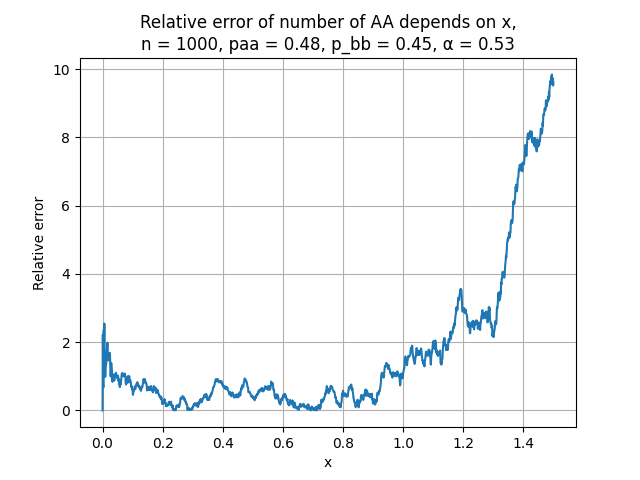 Relative error of number of AA depends on x,
n = 1000, paa = 0.48, p_bb = 0.45, α = 0.53
10
8
6
4
2
0
Relative error
0.0 0.2 0.4 0.6 0.8 1.0 1.2 1.4
x